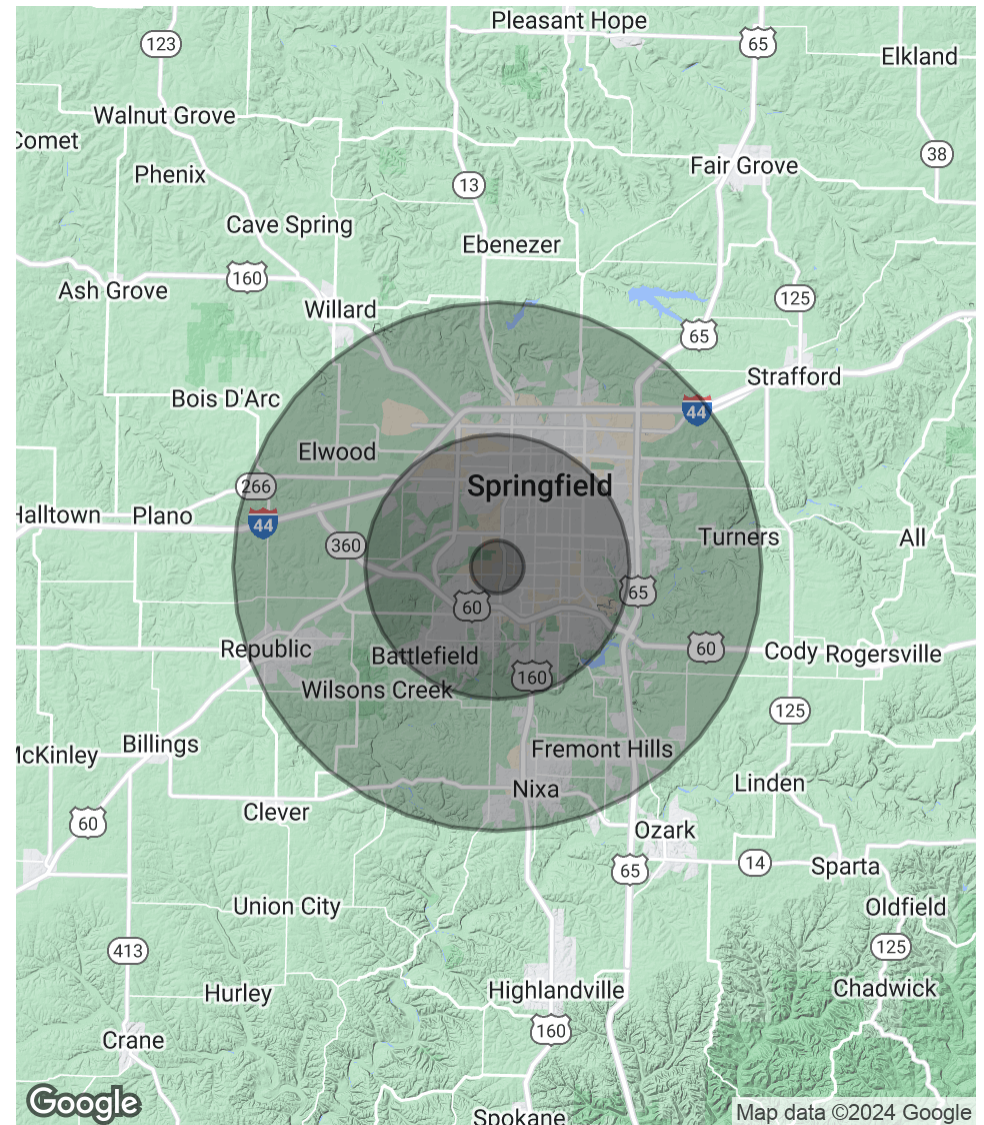 Pleasant Hope
123
65
Elkland
Walnut Grove
Comet
38
Fair Grove
Phenix
13
Cave Spring
Ebenezer
160
Ash Grove
125
Willard
65
Strafford
Bois D'Arc
44
Elwood
Springfield
266
Halltown
Plano
44
Turners
All
360
65
60
Republic
Battlefield
60
Cody
Rogersville
160
Wilsons Creek
125
McKinley
Billings
Fremont Hills
Nixa
Linden
Clever
60
Ozark
14
65
Sparta
Union City
Oldfield
413
125
Hurley
Highlandville
Chadwick
160
Crane
Google
Spokane
Map data ©2024 Google